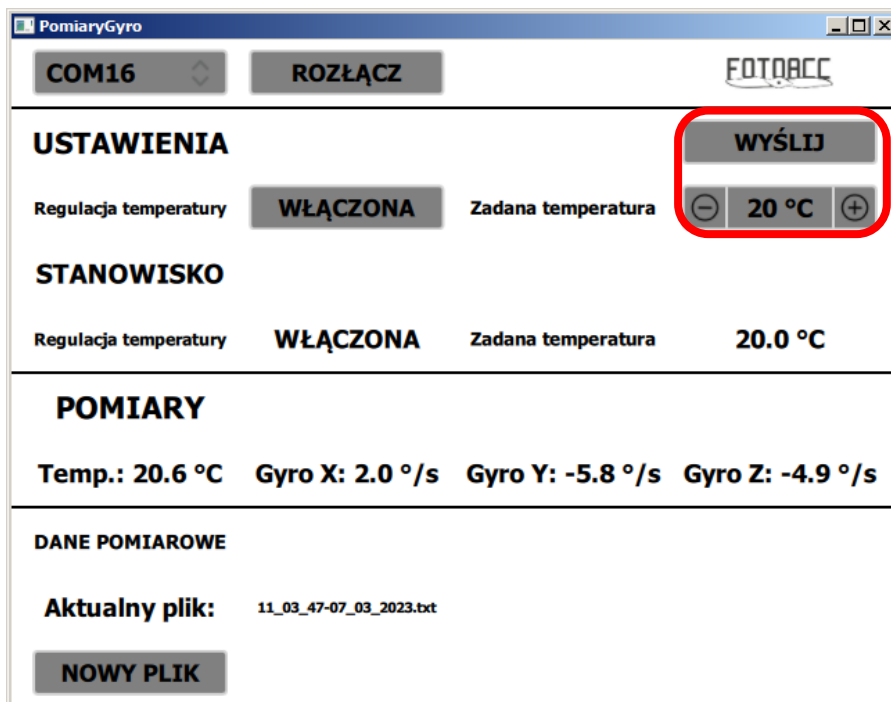 PomiaryGyro
COM16 ROZŁĄCZ FOTOACC
USTAWIENIA WYŚLIJ
Regulacja temperatury WŁĄCZONA Zadana temperatura 20 °C
STANOWISKO
Regulacja temperatury WŁĄCZONA Zadana temperatura 20.0 °C
POMIARY
Temp.: 20.6 °C Gyro X: 2.0 °/s Gyro Y: -5.8 °/s Gyro Z: -4.9 °/s
DANE POMIAROWE
Aktualny plik: 11_03_47-07_03_2023.txt
NOWY PLIK